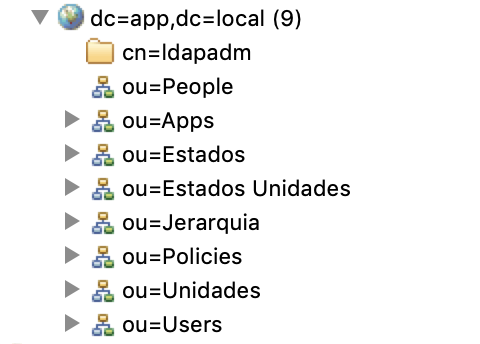 dc=app,dc=local (9)
cn=ldapadm
ou=People
ou=Apps
ou=Estados
ou=Estados Unidades
ou=Jerarquia
ou=Policies
ou=Unidades
ou=Users